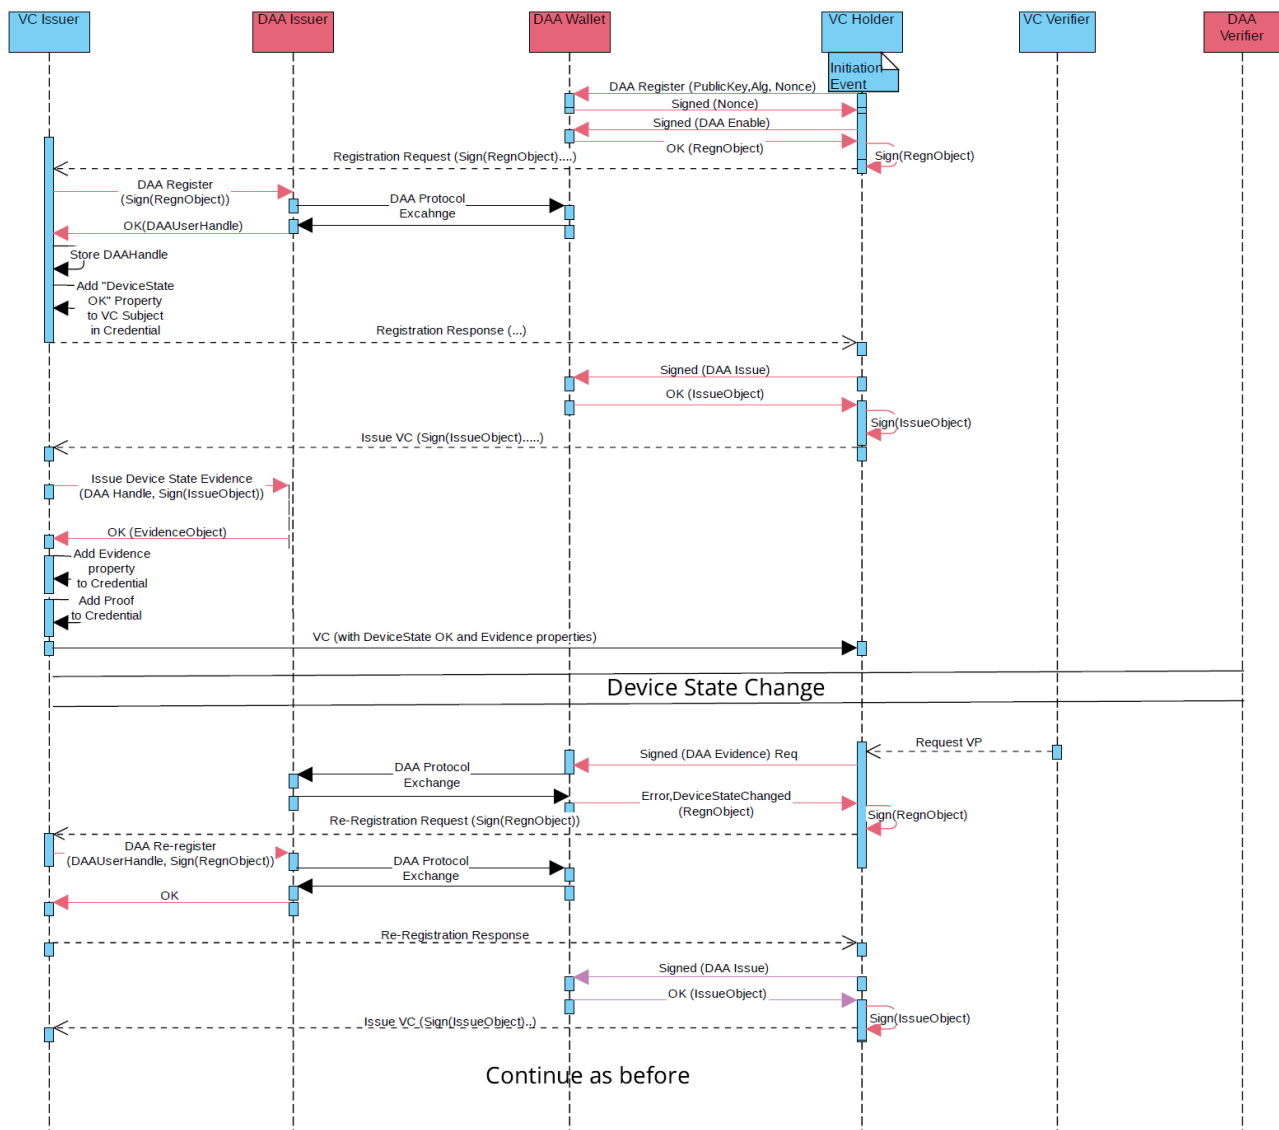 VC Issuer
DAA Issuer
DAA Wallet
VC Holder
VC Verifier
DAA
Verifier
Initiation
Event
DAA Register (PublicKey,Alg, Nonce)
Signed (Nonce)
Signed (DAA Enable)
OK (RegnObject)
Sign(RegnObject)
Registration Request (Sign(RegnObject)....)
DAA Register
(Sign(RegnObject))
DAA Protocol
Excahnge
OK(DAAUserHandle)
Store DAAHandle
Add "DeviceState
OK" Property
to VC Subject
in Credential
Registration Response (...)
Signed (DAA Issue)
OK (IssueObject)
Sign(IssueObject)
Issue VC (Sign(IssueObject).....)
Issue Device State Evidence
(DAA Handle, Sign(IssueObject))
OK (EvidenceObject)
Add Evidence
property
to Credential
Add Proof
to Credential
VC (with DeviceState OK and Evidence properties)
Device State Change
Request VP
Signed (DAA Evidence) Req
DAA Protocol
Exchange
Error,DeviceStateChanged
(RegnObject)
Sign(RegnObject)
Re-Registration Request (Sign(RegnObject))
DAA Re-register
(DAAUserHandle, Sign(RegnObject))
DAA Protocol
Exchange
OK
Re-Registration Response
Signed (DAA Issue)
OK (IssueObject)
Sign(IssueObject)
Issue VC (Sign(IssueObject)..)
Continue as before